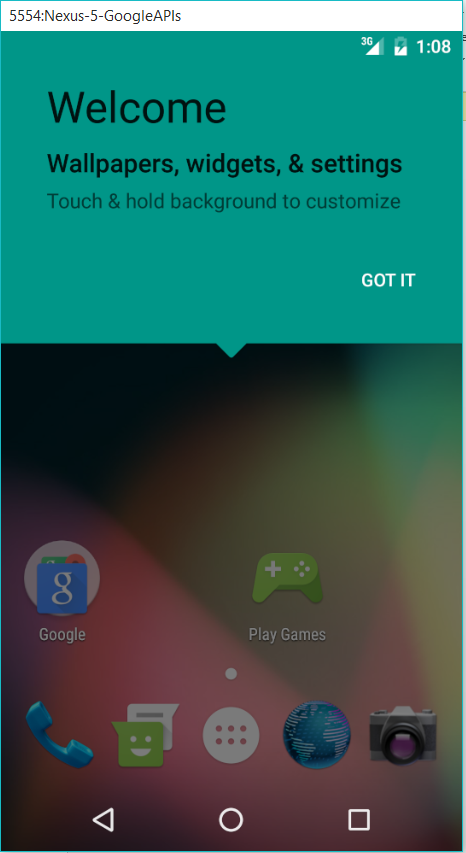 5554:Nexus-5-GoogleAPIs
3G 1:08
Welcome
Wallpapers, widgets, & settings
Touch & hold background to customize
GOT IT
g
Google
Play Games